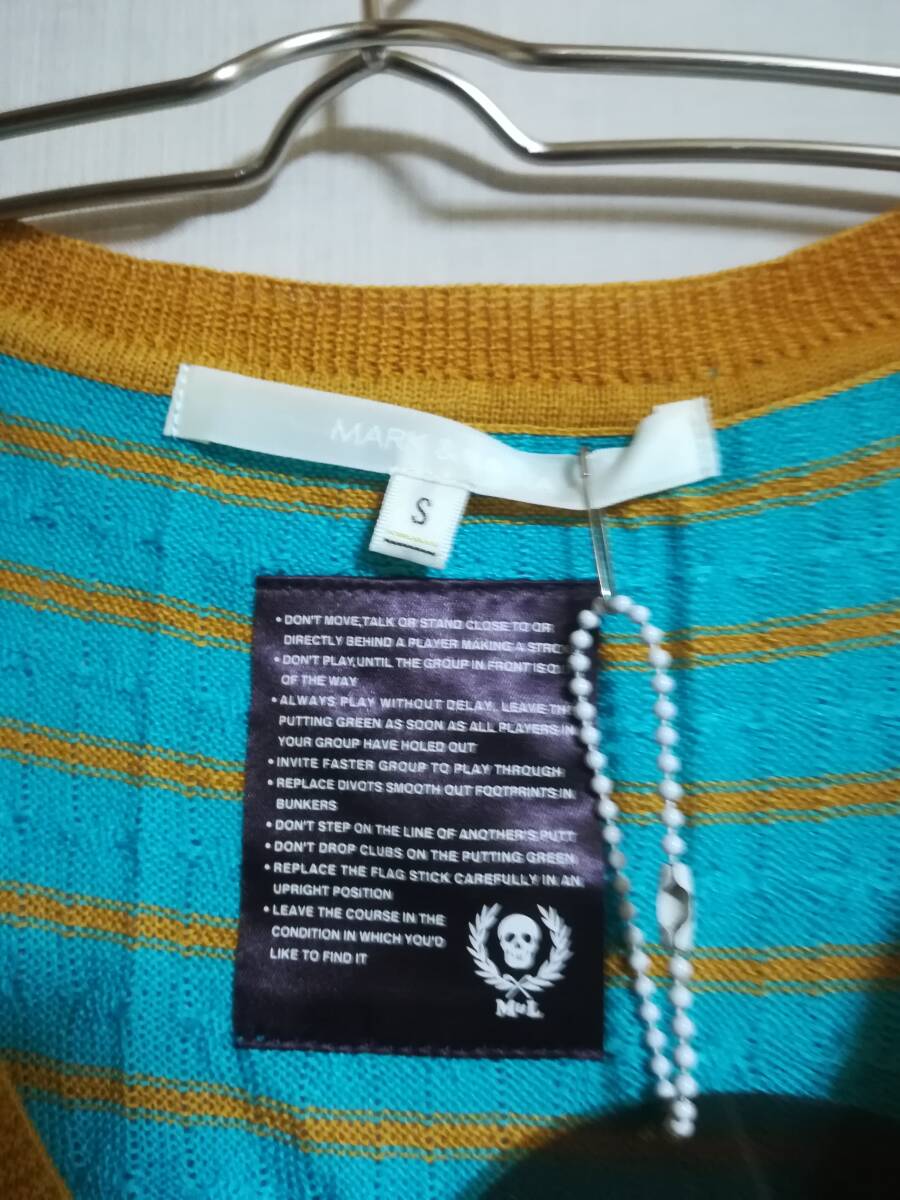 MARK &
S
• DON'T MOVE,TALK OR STAND CLOSE TO OR
DIRECTLY BEHIND A PLAYER MAKING A
• DON'T PLAY,UNTIL THE GROUP IN FRONT IS
OF THE WAY
• ALWAYS PLAY WITHOUT DELAY, LEAVE
PUTTING GREEN AS SOON AS ALL PLAYERS IN
YOUR GROUP HAVE HOLED OUT
• INVITE FASTER GROUP TO PLAY THROUGH
• REPLACE DIVOTS SMOOTH OUT FOOTPRINTS IN
BUNKERS
• DON'T STEP ON THE LINE OF ANOTHER'S PUTT
• DON'T DROP CLUBS ON THE PUTTING GREEN
• REPLACE THE FLAG STICK CAREFULLY IN AN
UPRIGHT POSITION
• LEAVE THE COURSE IN THE
CONDITION IN WHICH YOU'D
LIKE TO FIND IT
M&L